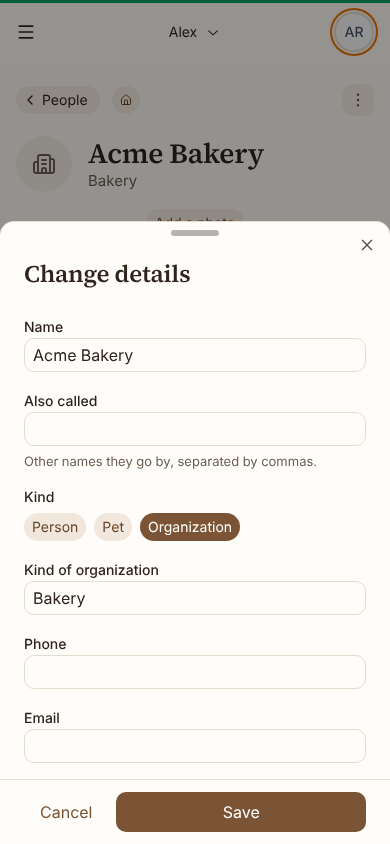 Alex
AR
People
Acme Bakery
Bakery
Add a photo
Change details
Name
Acme Bakery
Also called
Other names they go by, separated by commas.
Kind
Person Pet Organization
Kind of organization
Bakery
Phone
Email
Cancel Save